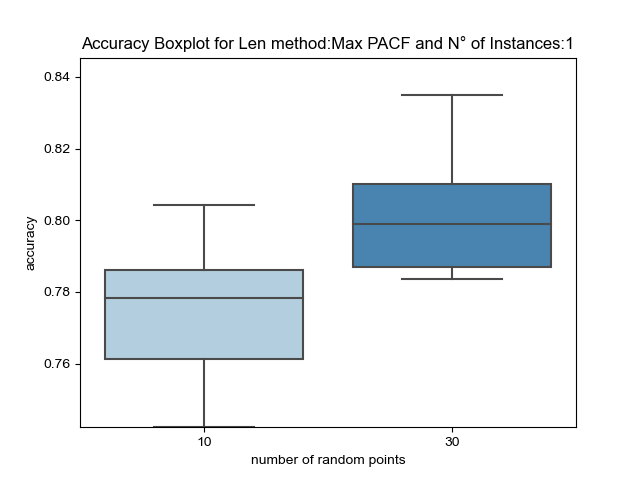 Accuracy Boxplot for Len method:Max PACF and N° of Instances:1
0.84
0.82
0.80
0.78
0.76
accuracy
10
30
number of random points